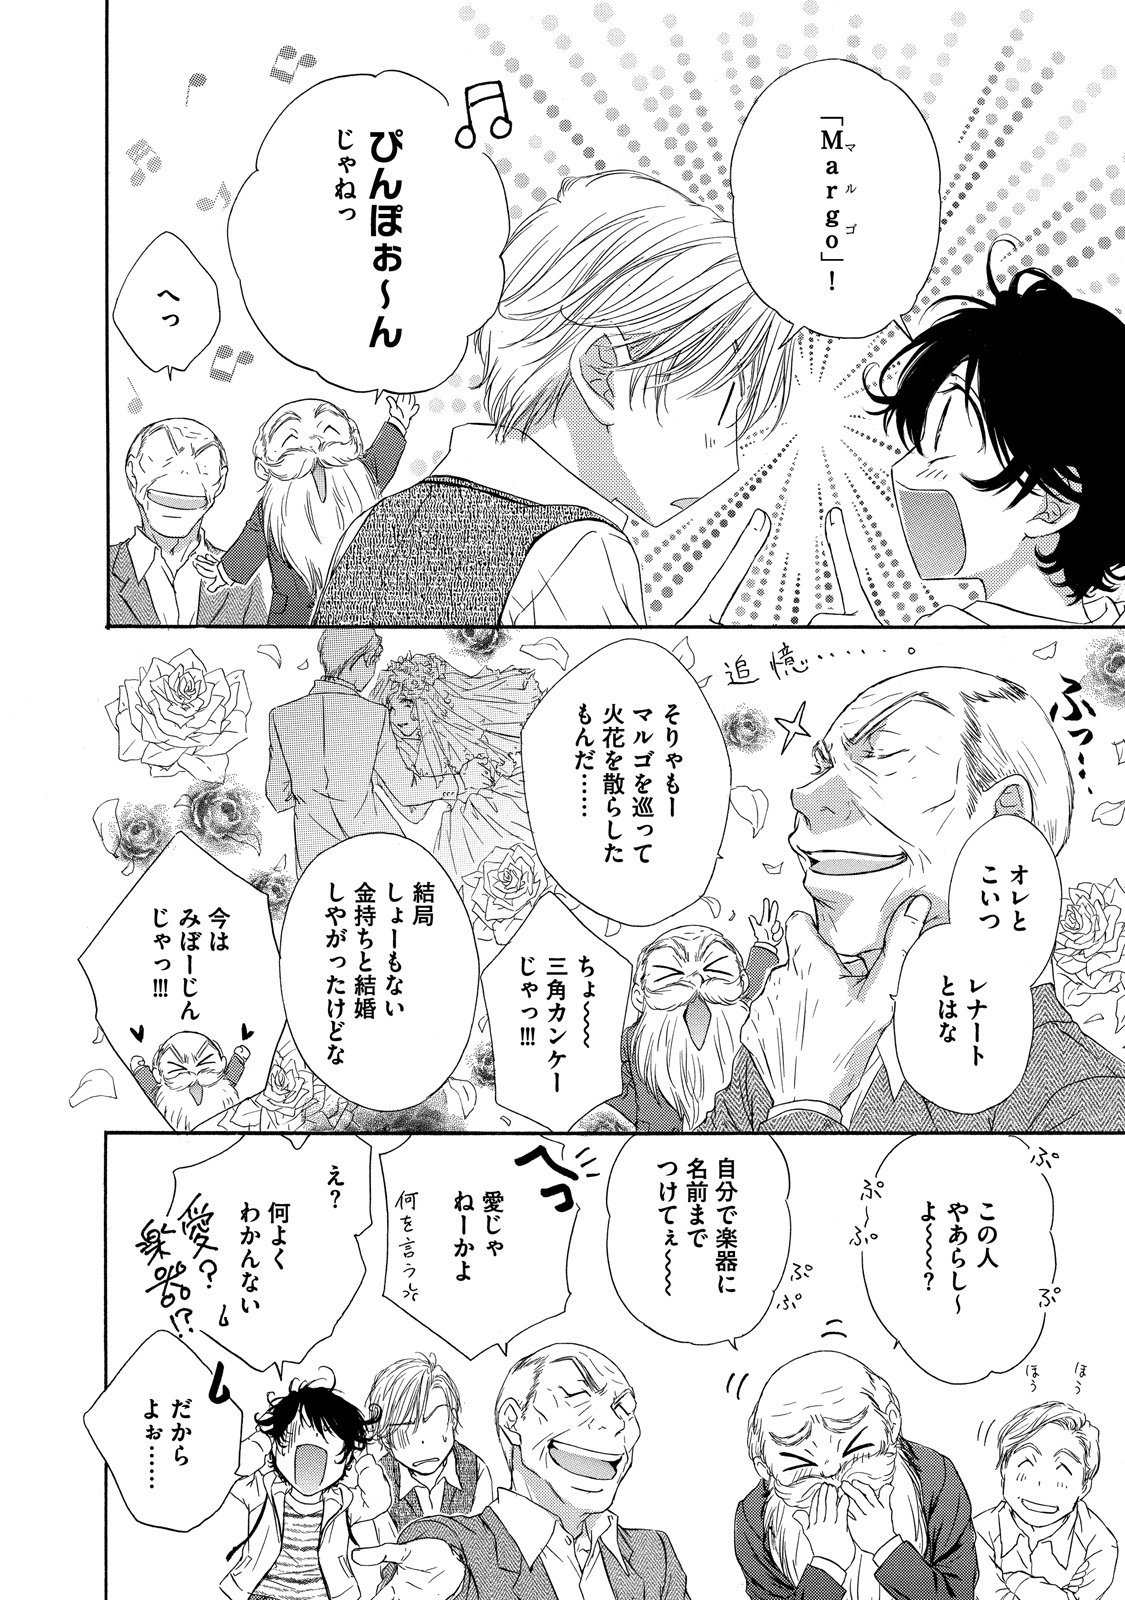 「Margo」！
マルゴ
ぴんぽぉ～ん
じゃねっ
へっ
追憶……。
ふっ…
オレと
こいつ
レナート
とはな
そりゃもー
マルゴを巡って
火花を散らした
もんだ……
ちょ～～～
三角カンケー
じゃっ!!!
結局
しょーもない
金持ちと結婚
しやがったけどな
今は
みぼーじん
じゃっ!!!
この人
やあらし～
よ～～～？
ぷ～
ぷ～ぷ～
ぷぷ
ぷぷ
ほう
ほう
自分で楽器に
名前まで
つけてぇ～～～
へっ
愛じゃ
ねーかよ
何を言う
え？
何よく
わかんない
愛？
楽器!?
だから
よぉ……